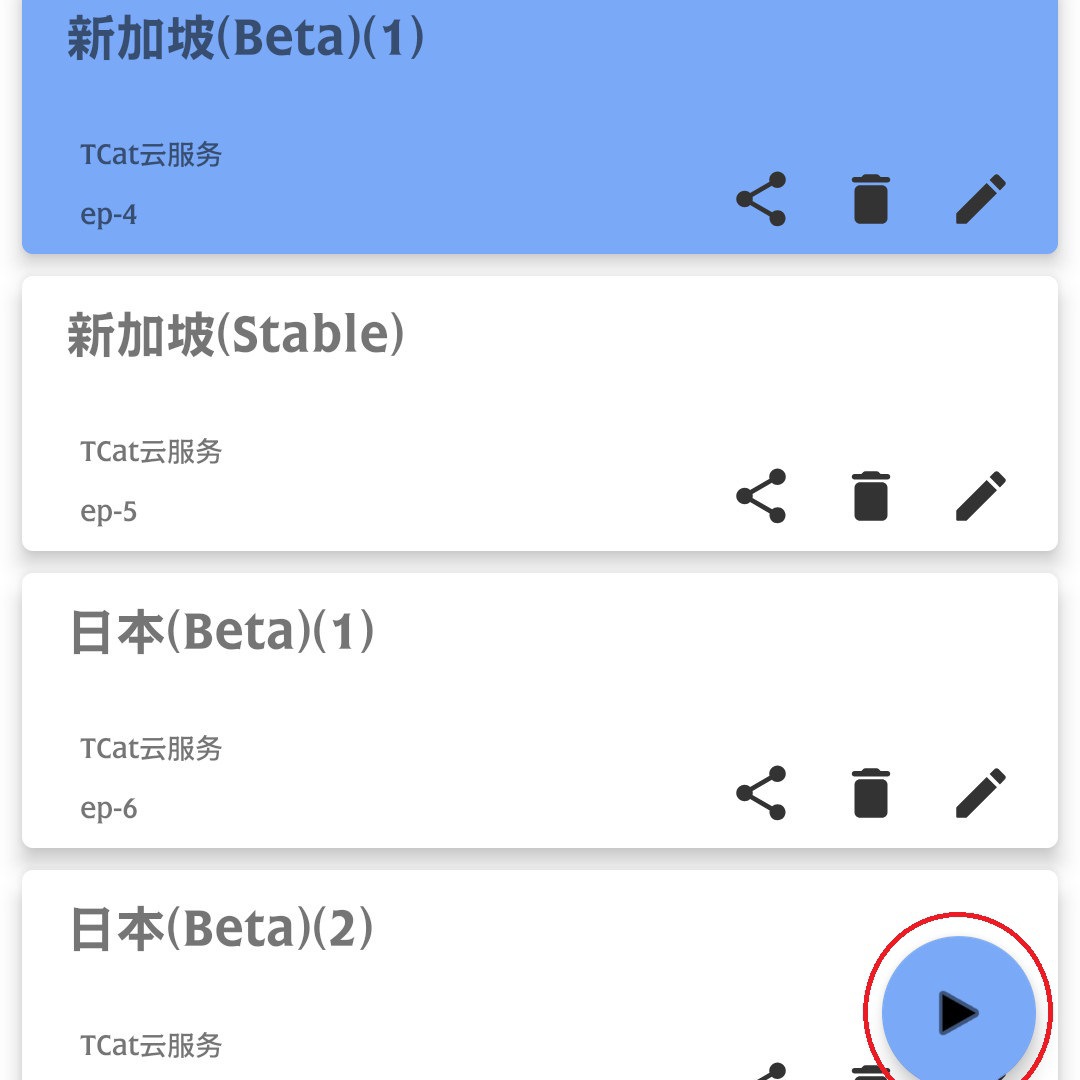 新加坡(Beta)(1)
TCat云服务
ep-4
新加坡(Stable)
TCat云服务
ep-5
日本(Beta)(1)
TCat云服务
ep-6
日本(Beta)(2)
TCat云服务